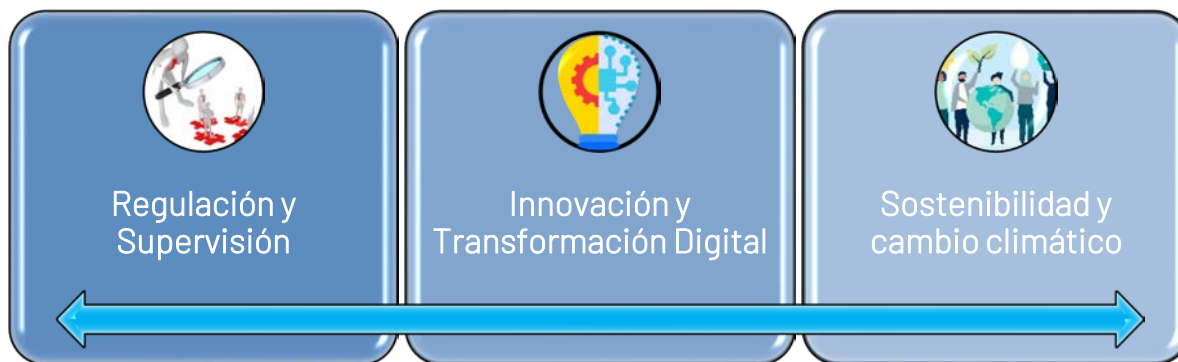 Regulación y
Supervisión
Innovación y
Transformación Digital
Sostenibilidad y
cambio climático